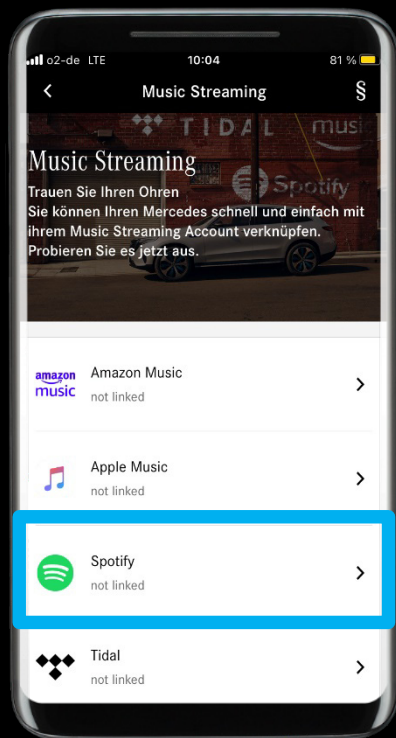 o2-de LTE 10:04 81 %
Music Streaming §
TIDAL music
Spotify
Music Streaming
Trauen Sie Ihren Ohren
Sie können Ihren Mercedes schnell und einfach mit
ihrem Music Streaming Account verknüpfen.
Probieren Sie es jetzt aus.
amazon
music
Amazon Music
not linked
Apple Music
not linked
Spotify
not linked
Tidal
not linked